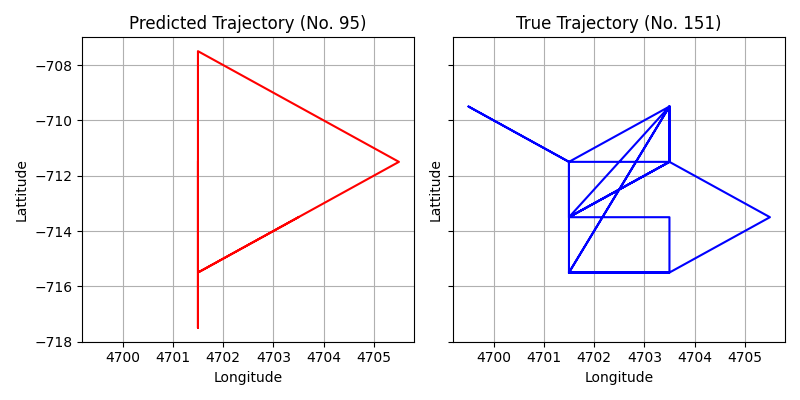 Predicted Trajectory (No. 95)
True Trajectory (No. 151)
Lattitude
−708
−710
−712
−714
−716
−718
4700 4701 4702 4703 4704 4705
Longitude
Lattitude
4700 4701 4702 4703 4704 4705
Longitude